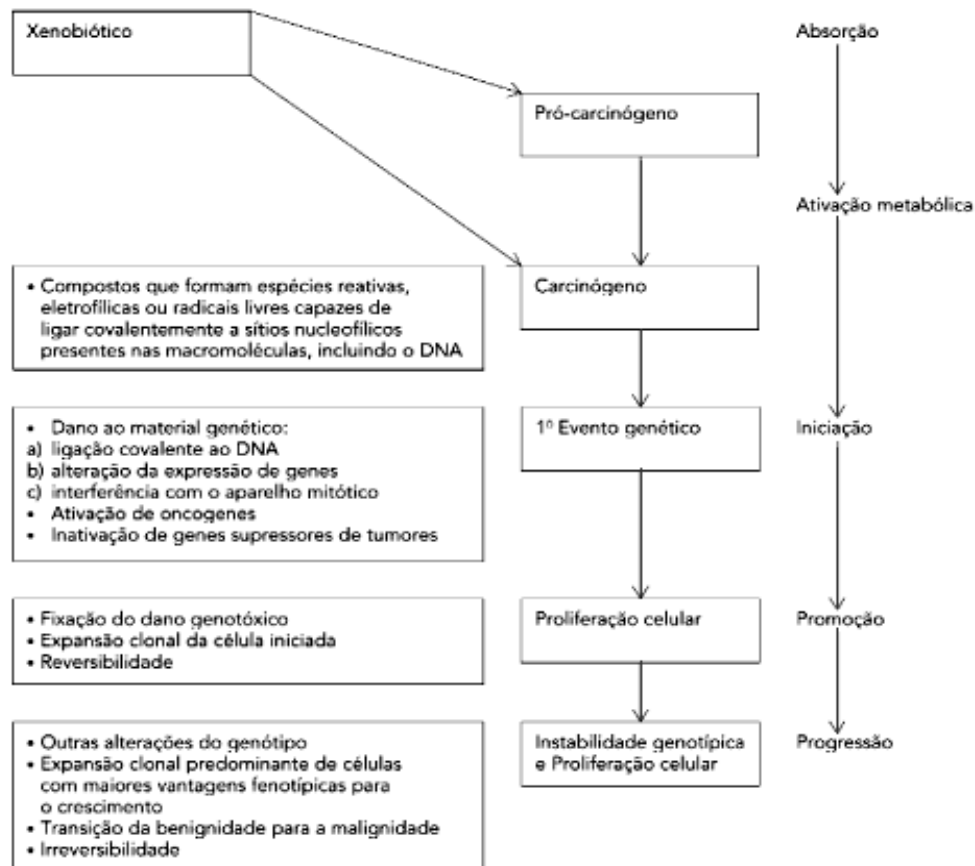 Xenobiótico
Absorção
Pró-carcinógeno
Ativação metabólica
• Compostos que formam espécies reativas,
eletrofílicas ou radicais livres capazes de
ligar covalentemente a sítios nucleofílicos
presentes nas macromoléculas, incluindo o DNA
Carcinógeno
• Dano ao material genético:
a) ligação covalente ao DNA
b) alteração da expressão de genes
c) interferência com o aparelho mitótico
• Ativação de oncogenes
• Inativação de genes supressores de tumores
1º Evento genético
Iniciação
• Fixação do dano genotóxico
• Expansão clonal da célula iniciada
• Reversibilidade
Proliferação celular
Promoção
• Outras alterações do genótipo
• Expansão clonal predominante de células
com maiores vantagens fenotípicas para
o crescimento
• Transição da benignidade para a malignidade
• Irreversibilidade
Instabilidade genotípica
e Proliferação celular
Progressão